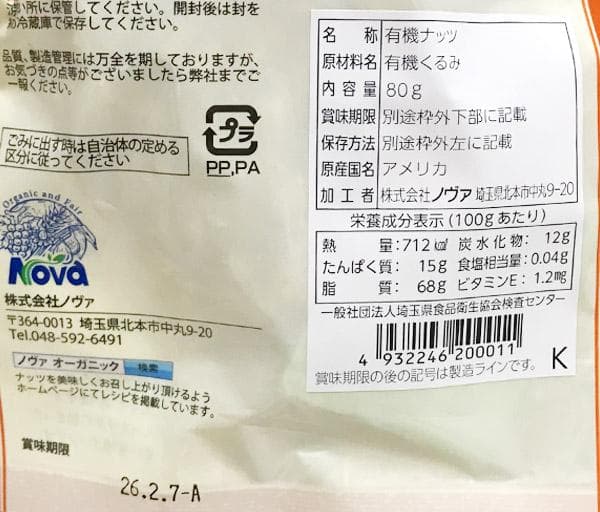 い所に保管してください。開封後は封を
め冷蔵庫で保存してください。
品質、製造管理には万全を期しておりますが、
お気づきの点等がございましたら弊社までご
一報ください。
ごみに出す時は自治体の定める
区分に従ってください
プラ
PP,PA
Organic and Fair
Nova
株式会社ノヴァ
〒364-0013 埼玉県北本市中丸9-20
Tel.048-592-6491
ノヴァ オーガニック 検索
ナッツを美味しくお召し上がり頂けるよう
ホームページにてレシピを掲載しています。
賞味期限
26.2.7-A
名称 有機ナッツ
原材料名 有機くるみ
内容量 80g
賞味期限 別途枠外下部に記載
保存方法 別途枠外左に記載
原産国名 アメリカ
加工者 株式会社ノヴァ 埼玉県北本市中丸9-20
栄養成分表示(100gあたり)
熱量:712㎉ 炭水化物: 12g
たんぱく質: 15g 食塩相当量:0.04g
脂質: 68g ビタミンE: 1.2mg
一般社団法人埼玉県食品衛生協会検査センター
4 932246 200011
K
賞味期限の後の記号は製造ラインです。